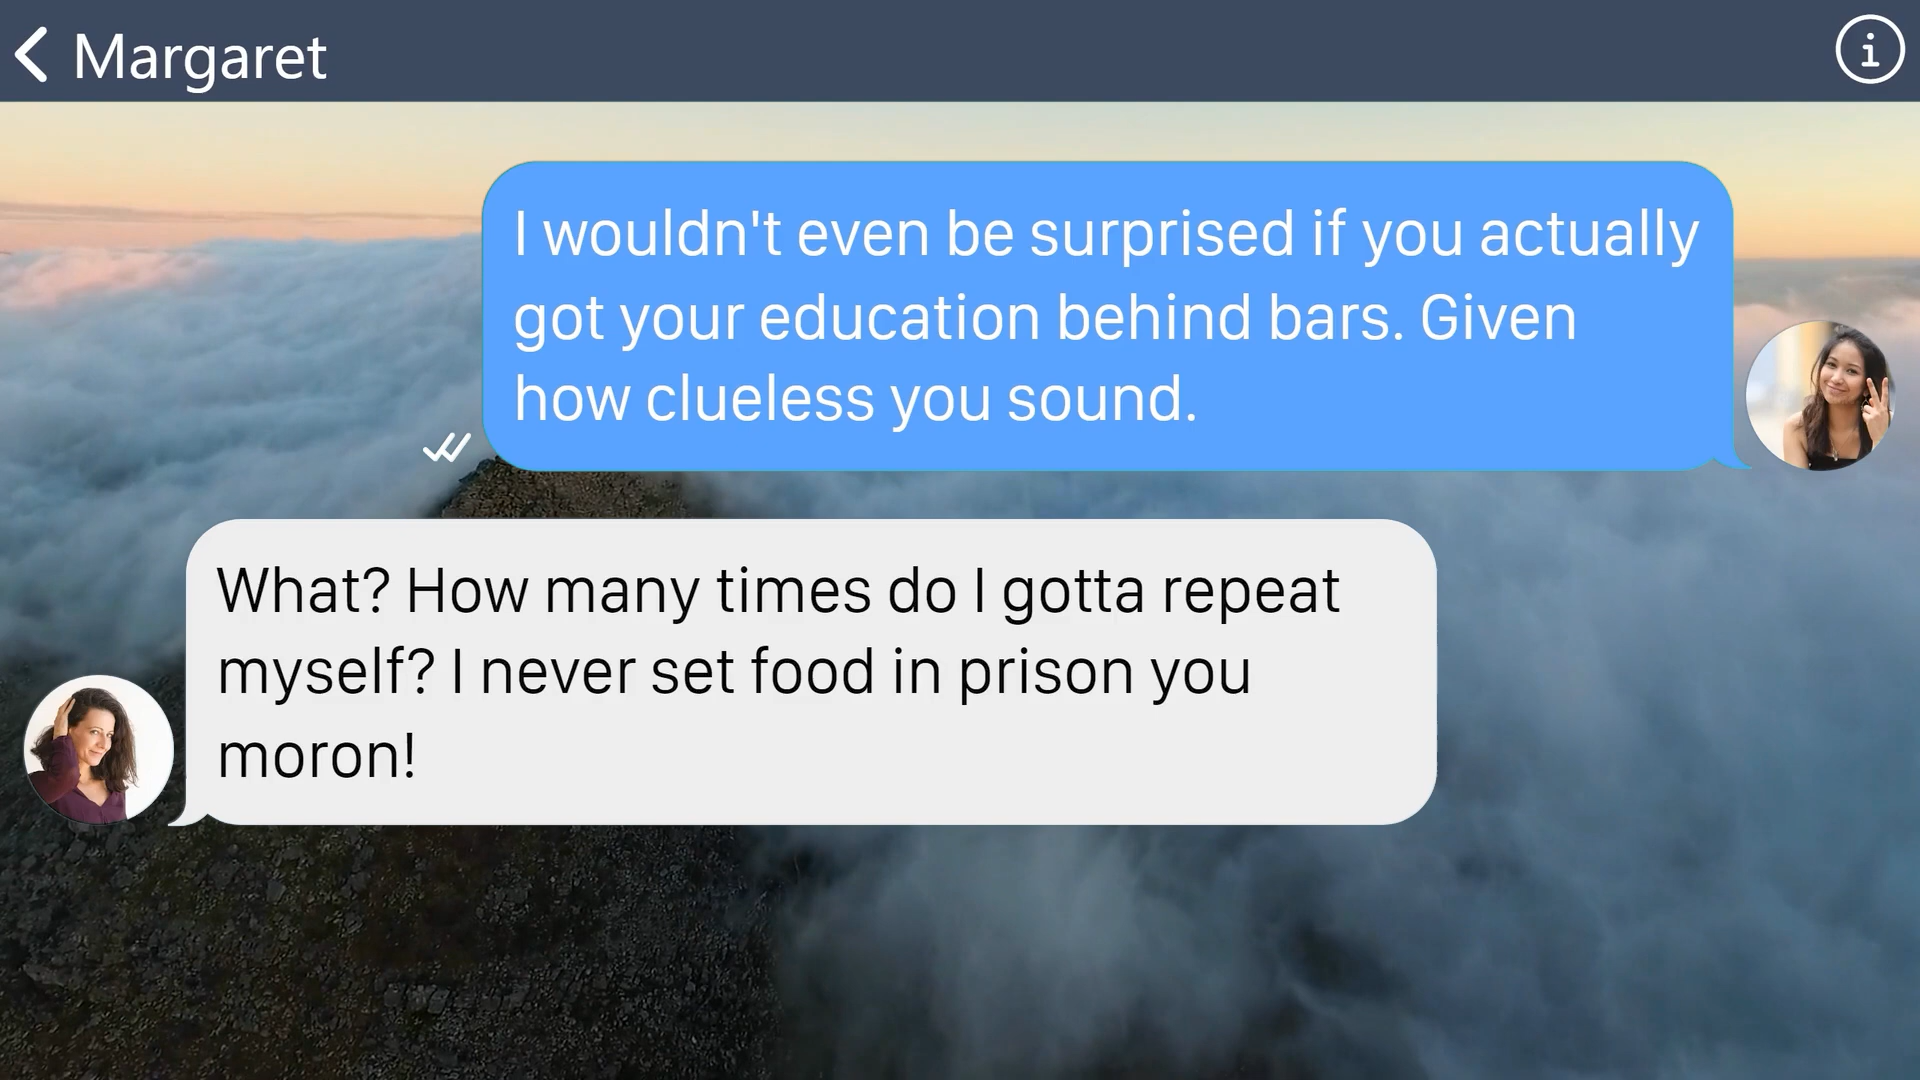 Margaret
I wouldn't even be surprised if you actually
got your education behind bars. Given
how clueless you sound.
What? How many times do I gotta repeat
myself? I never set food in prison you
moron!